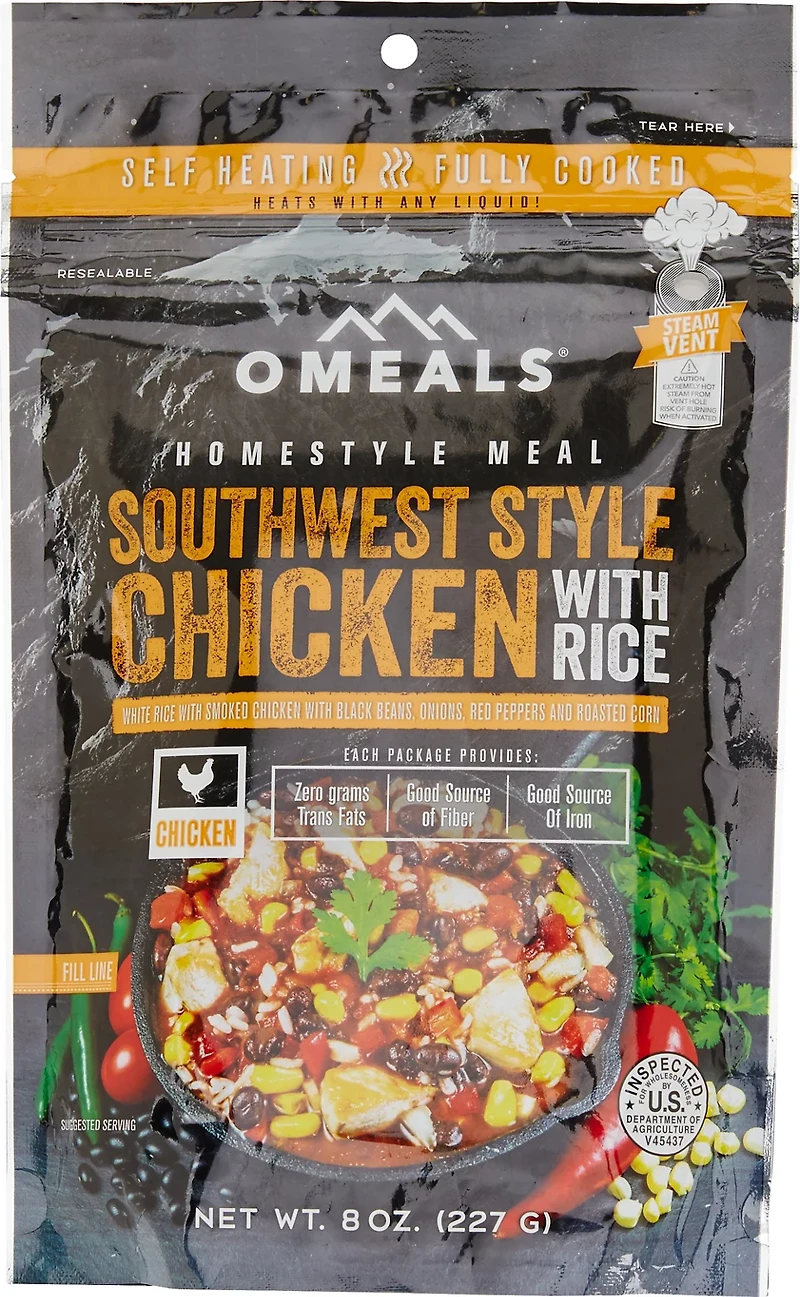 TEAR HERE
SELF HEATING FULLY COOKED
HEATS WITH ANY LIQUID!
RESEALABLE
STEAM
VENT
CAUTION
EXTREMELY HOT
STEAM FROM
VENT HOLE
RISK OF BURNING
WHEN ACTIVATED
OMEALS®
HOMESTYLE MEAL
SOUTHWEST STYLE
CHICKEN
WITH
RICE
WHITE RICE WITH SMOKED CHICKEN WITH BLACK BEANS, ONIONS, RED PEPPERS AND ROASTED CORN
EACH PACKAGE PROVIDES:
Zero grams
Trans Fats
Good Source
of Fiber
Good Source
Of Iron
CHICKEN
FILL LINE
SUGGESTED SERVING
INSPECTED
FOR WHOLESOMENESS
BY
U.S.
DEPARTMENT OF
AGRICULTURE
V45437
NET WT. 8 OZ. (227 G)